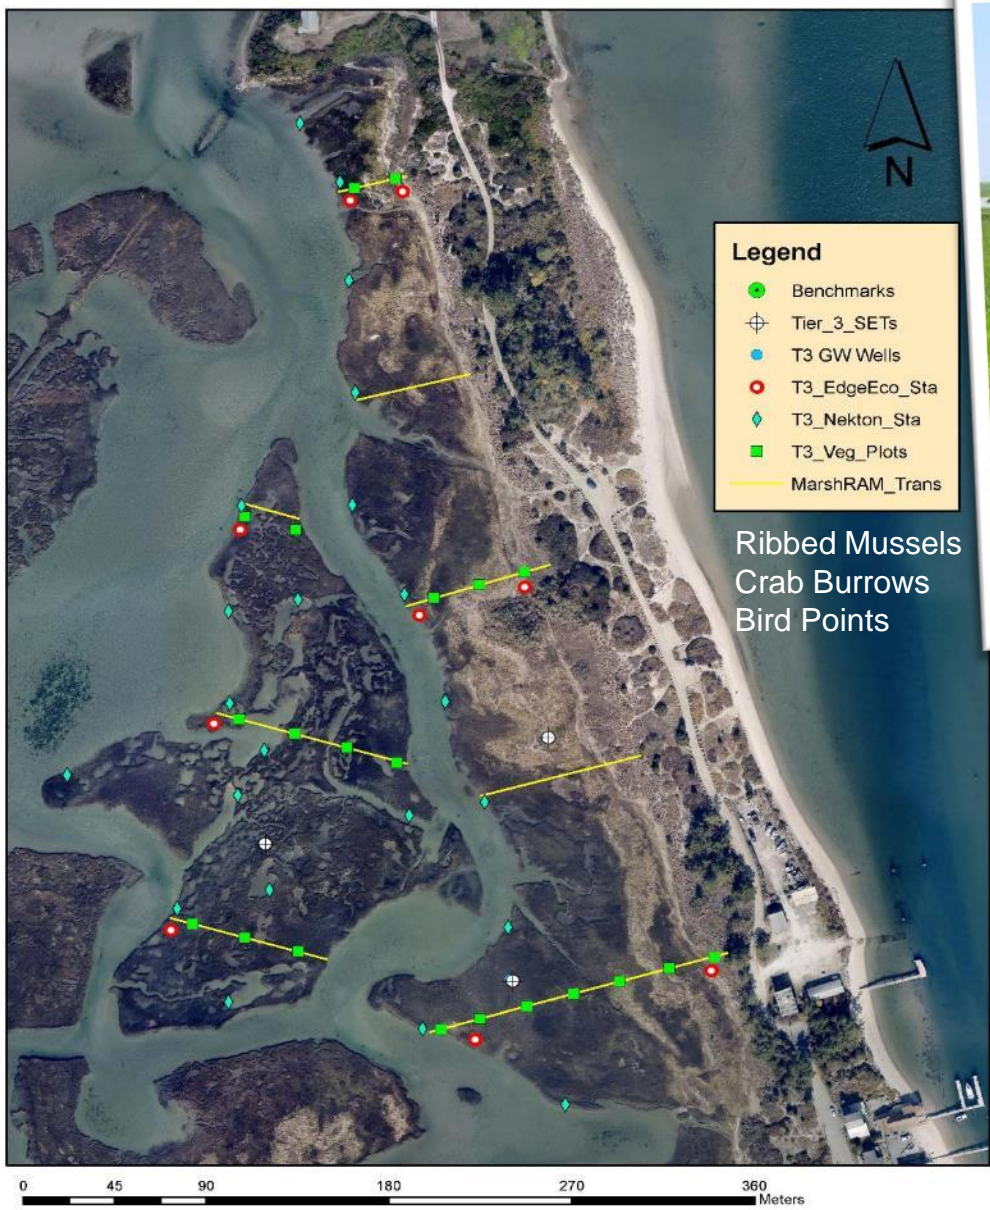 N
Legend
Benchmarks
Tier_3_SETs
T3 GW Wells
T3_EdgeEco_Sta
T3_Nekton_Sta
T3_Veg_Plots
MarshRAM_Trans
Ribbed Mussels
Crab Burrows
Bird Points
0 45 90 180 270 360
Meters